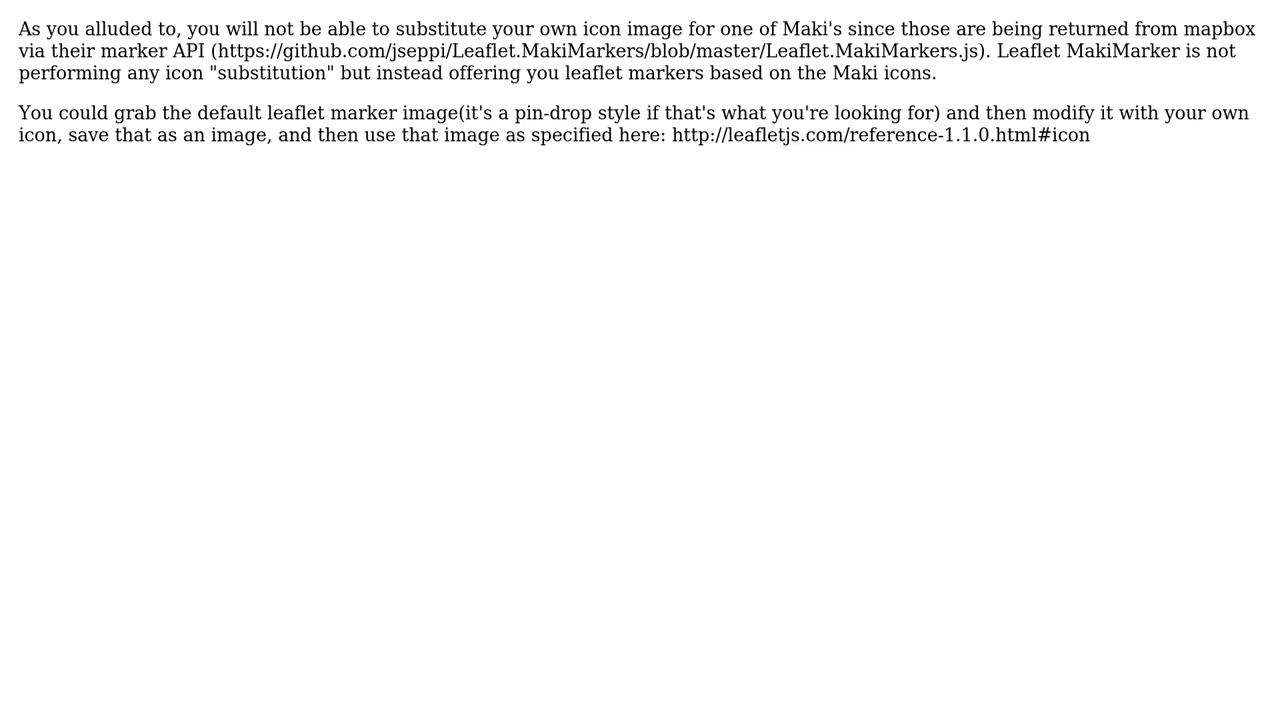 As you alluded to, you will not be able to substitute your own icon image for one of Maki's since those are being returned from mapbox
via their marker API (https://github.com/jseppi/Leaflet.MakiMarkers/blob/master/Leaflet.MakiMarkers.js). Leaflet MakiMarker is not
performing any icon "substitution" but instead offering you leaflet markers based on the Maki icons.
You could grab the default leaflet marker image(it's a pin-drop style if that's what you're looking for) and then modify it with your own
icon, save that as an image, and then use that image as specified here: http://leafletjs.com/reference-1.1.0.html#icon